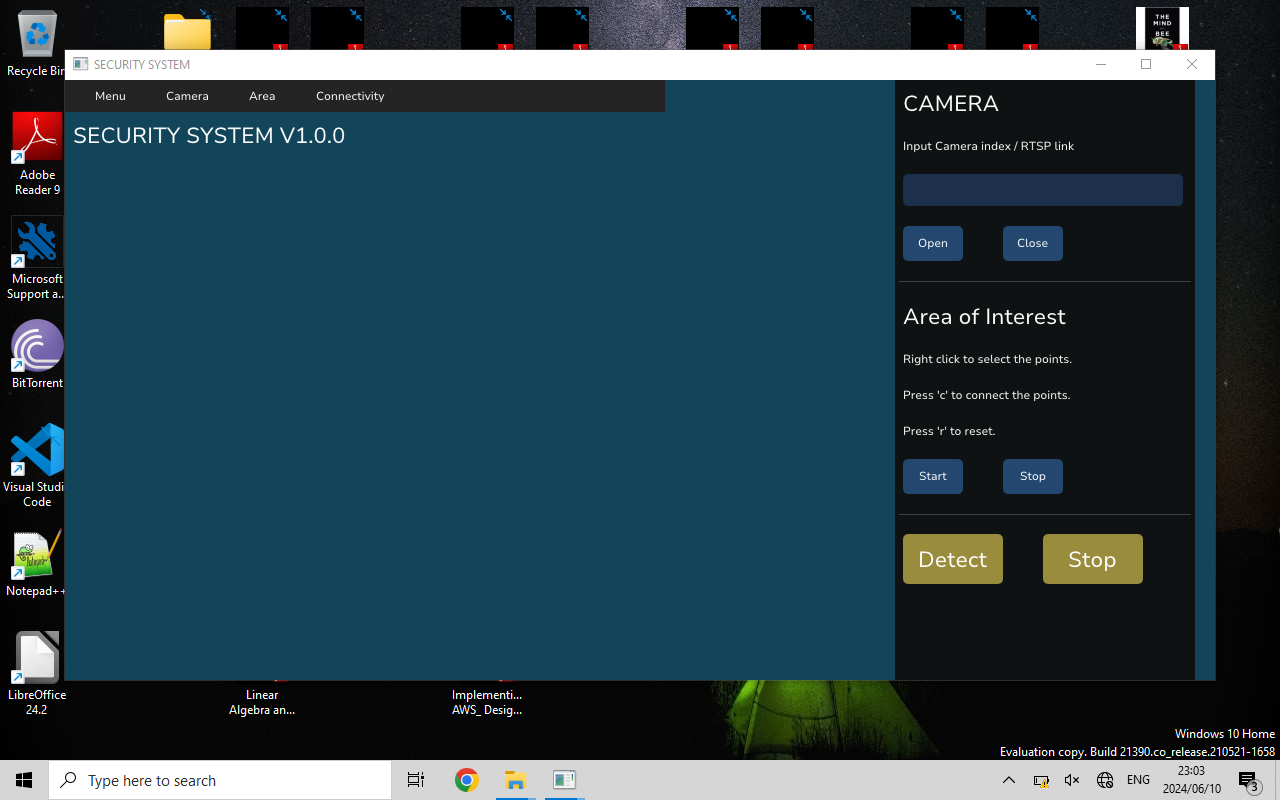 THE
MIND
BEE
Recycle Bin
SECURITY SYSTEM
Menu
Camera
Area
Connectivity
SECURITY SYSTEM V1.0.0
CAMERA
Input Camera index / RTSP link
Open
Close
Area of Interest
Right click to select the points.
Press 'c' to connect the points.
Press 'r' to reset.
Start
Stop
Detect
Stop
Adobe
Reader 9
Microsoft
Support a...
BitTorrent
Visual Studi
Code
Notepad++
LibreOffice
24.2
Linear
Algebra an...
Implementi...
AWS_ Desig...
Windows 10 Home
Evaluation copy. Build 21390.co_release.210521-1658
Type here to search
ENG
23:03
2024/06/10
3